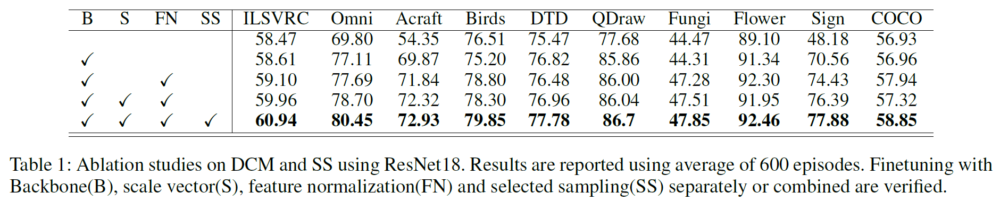 B S FN SS ILSVRC Omni Acraft Birds DTD QDraw Fungi Flower Sign COCO
58.47 69.80 54.35 76.51 75.47 77.68 44.47 89.10 48.18 56.93
✓ 58.61 77.11 69.87 75.20 76.82 85.86 44.31 91.34 70.56 56.96
✓ ✓ 59.10 77.69 71.84 78.80 76.48 86.00 47.28 92.30 74.43 57.94
✓ ✓ ✓ 59.96 78.70 72.32 78.30 76.96 86.04 47.51 91.95 76.39 57.32
✓ ✓ ✓ ✓ 60.94 80.45 72.93 79.85 77.78 86.7 47.85 92.46 77.88 58.85
Table 1: Ablation studies on DCM and SS using ResNet18. Results are reported using average of 600 episodes. Finetuning with
Backbone(B), scale vector(S), feature normalization(FN) and selected sampling(SS) separately or combined are verified.